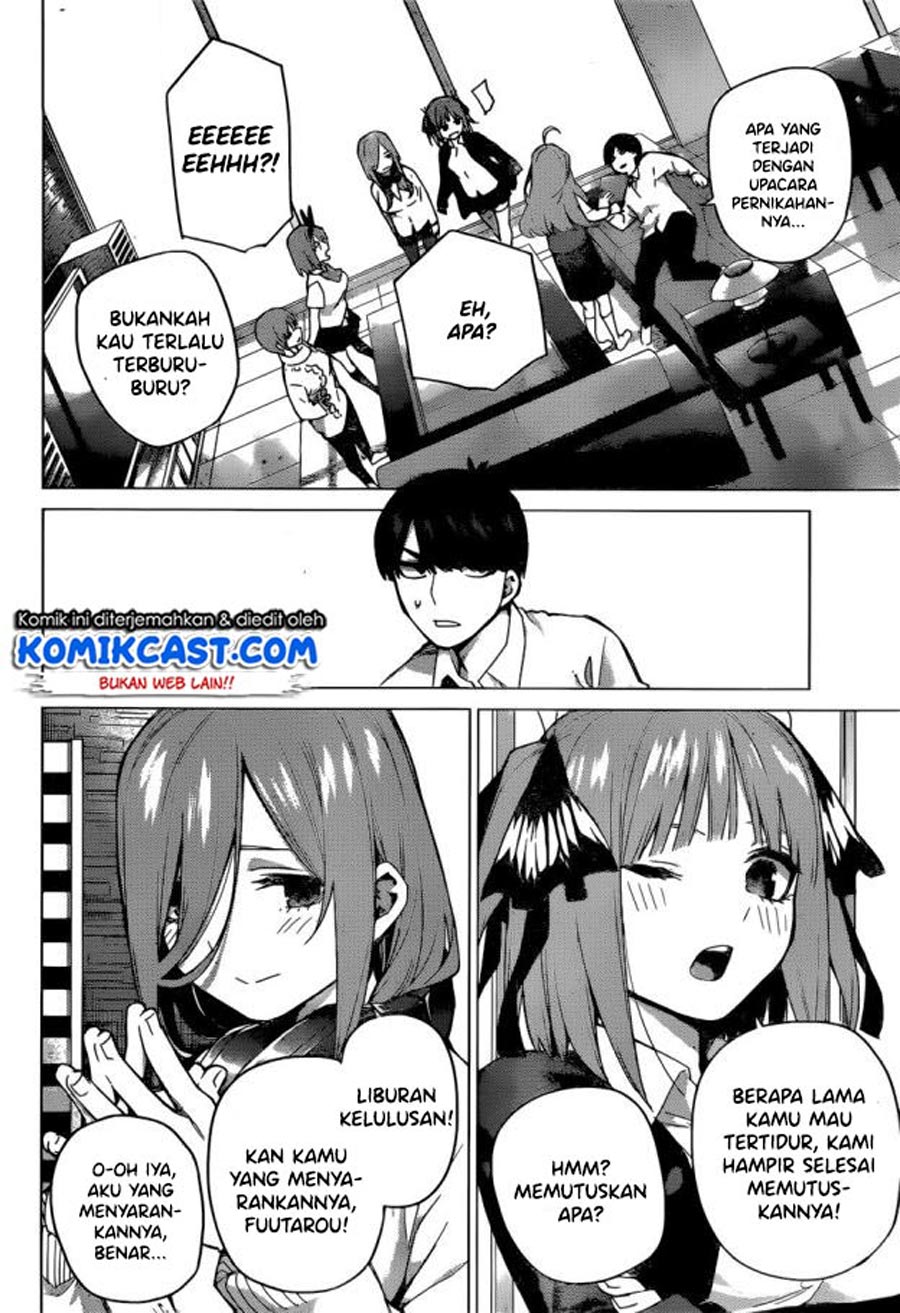 APA YANG
TERJADI
DENGAN
UPACARA
PERNIKAHAN-
NYA...
EEEEEE
EEHHH?!
EH,
APA?
BUKANKAH
KAU TERLALU
TERBURU-
BURU?
Komik ini diterjemahkan & diedit oleh
KOMIKCAST.COM
BUKAN WEB LAIN!!
BERAPA LAMA
KAMU MAU
TERTIDUR, KAMI
HAMPIR SELESAI
MEMUTUS-
KANNYA!
HMM?
MEMUTUSKAN
APA?
LIBURAN
KELULUSAN!
KAN KAMU
YANG MENYA-
RANKANNYA,
FUUTAROU!
O-OH IYA,
AKU YANG
MENYARAN-
KANNYA,
BENAR...